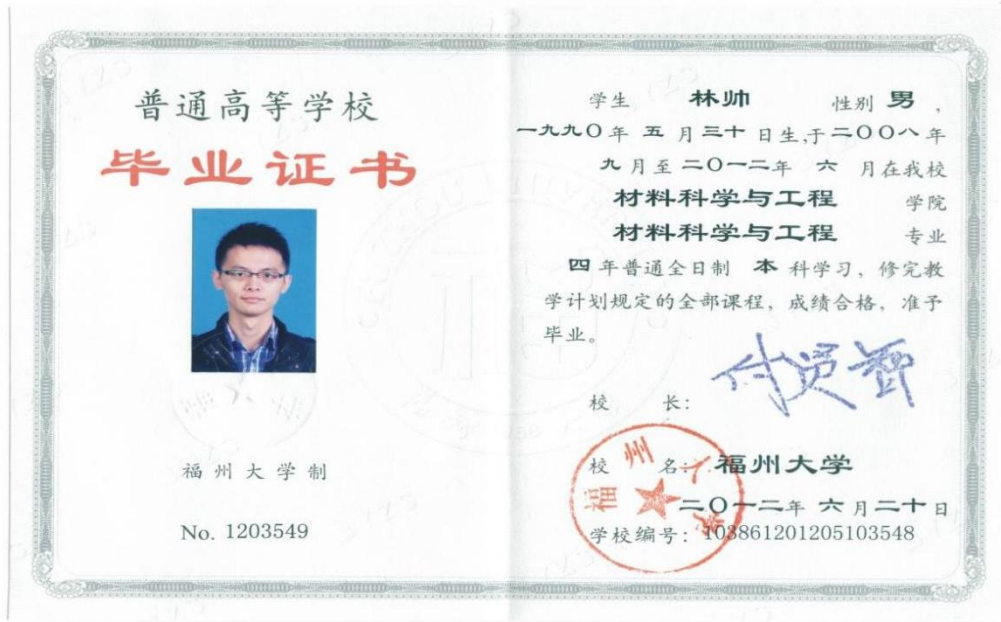 普通高等学校
毕业证书
福州大学制
No. 1203549
学生 林帅 性别 男 ,
一九九〇年 五 月三十 日生,于二〇〇八年
九 月至 二〇一二年 六 月在我校
材料科学与工程 学院
材料科学与工程 专业
四 年普通全日制 本 科学习，修完教
学计划规定的全部课程，成绩合格，准予
毕业。
校 长:
校 名: 福州大学
二〇一二年 六 月二十日
学校编号: 103861201205103548